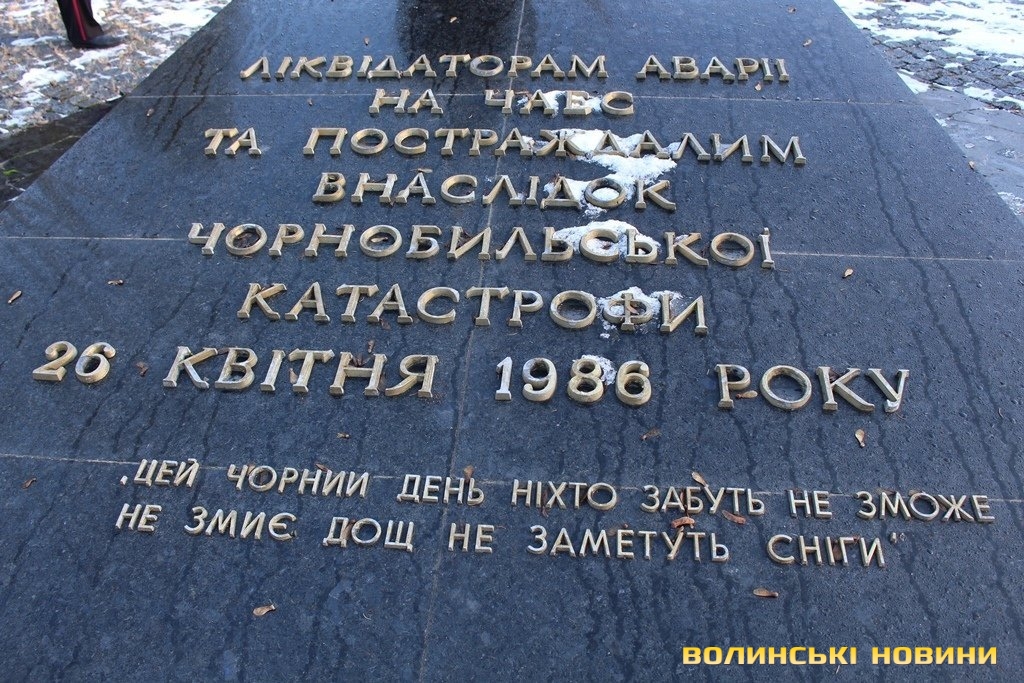 ЛІКВІДАТОРАМ АВАРІЇ
НА ЧАЕС
ТА ПОСТРАЖДАЛИМ
ВНАСЛІДОК
ЧОРНОБИЛЬСЬКОЇ
КАТАСТРОФИ
26 КВІТНЯ 1986 РОКУ
„ЦЕЙ ЧОРНИЙ ДЕНЬ НІХТО ЗАБУТЬ НЕ ЗМОЖЕ
НЕ ЗМИЄ ДОЩ НЕ ЗАМЕТУТЬ СНІГИ"
ВОЛИНСЬКІ НОВИНИ